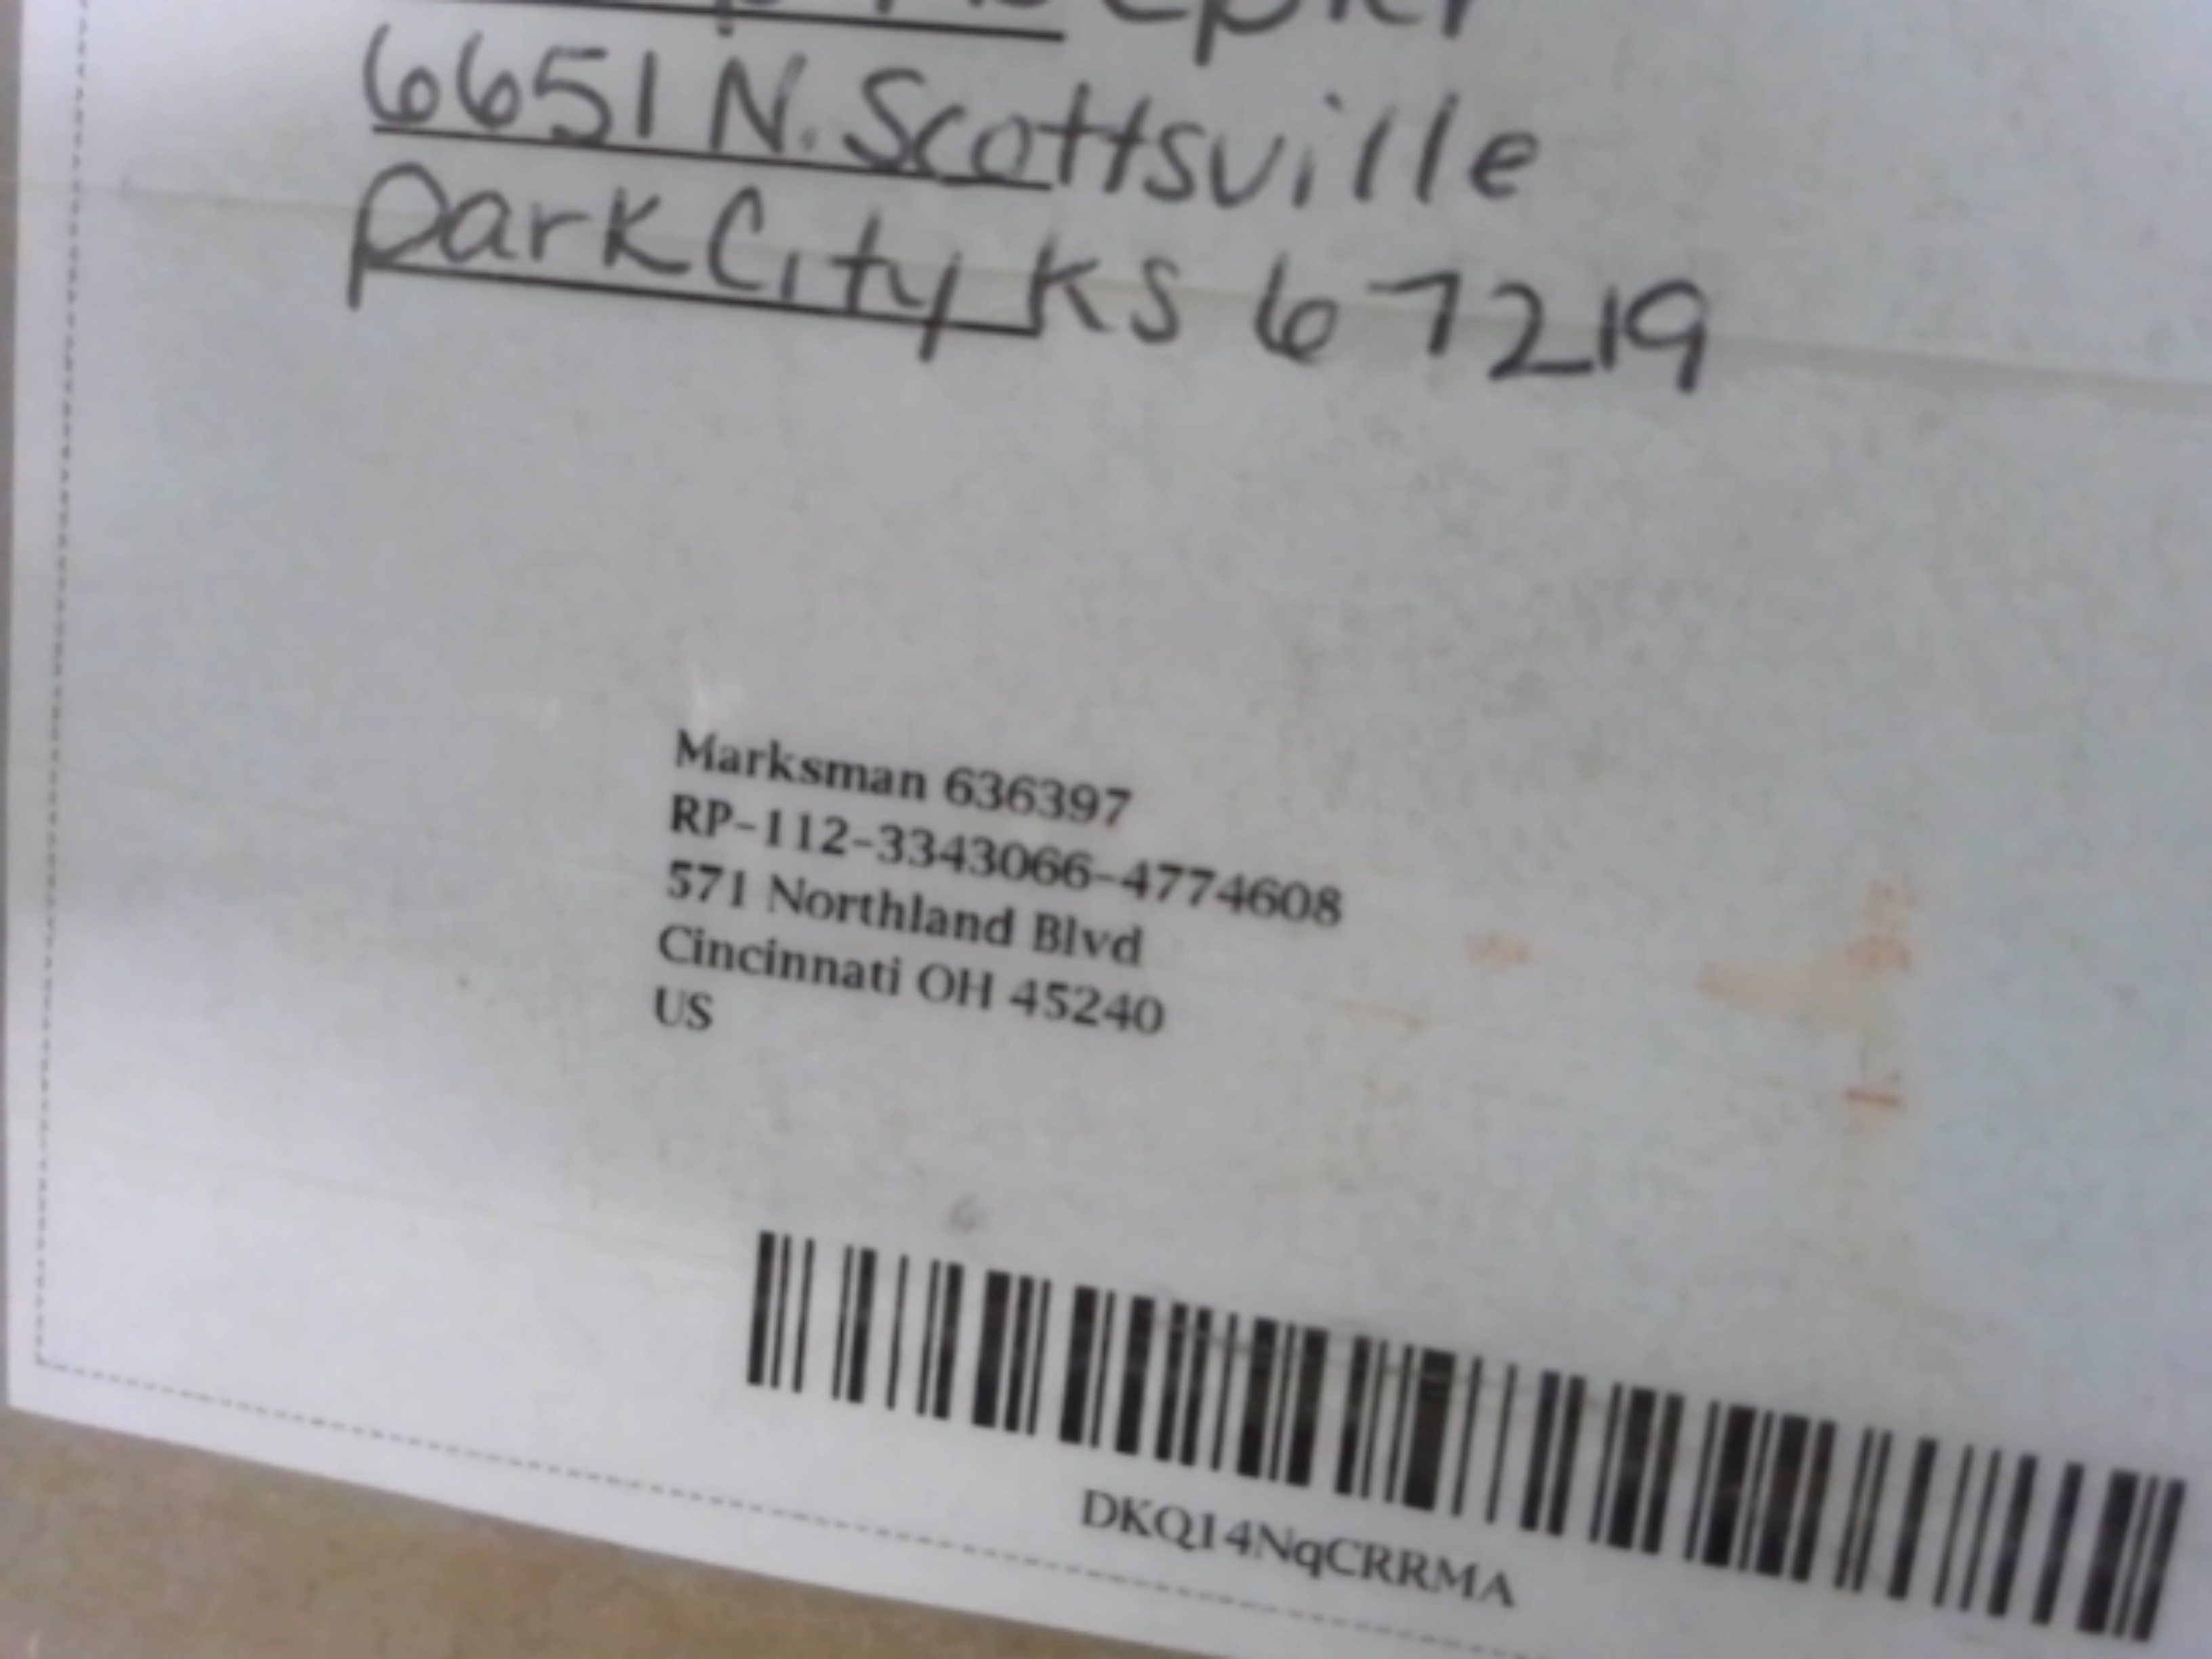 6651 N. Scottsville
Park City KS 67219
Marksman 636397
RP-112-3343066-4774608
571 Northland Blvd
Cincinnati OH 45240
US
DKQ14NqCRRMA